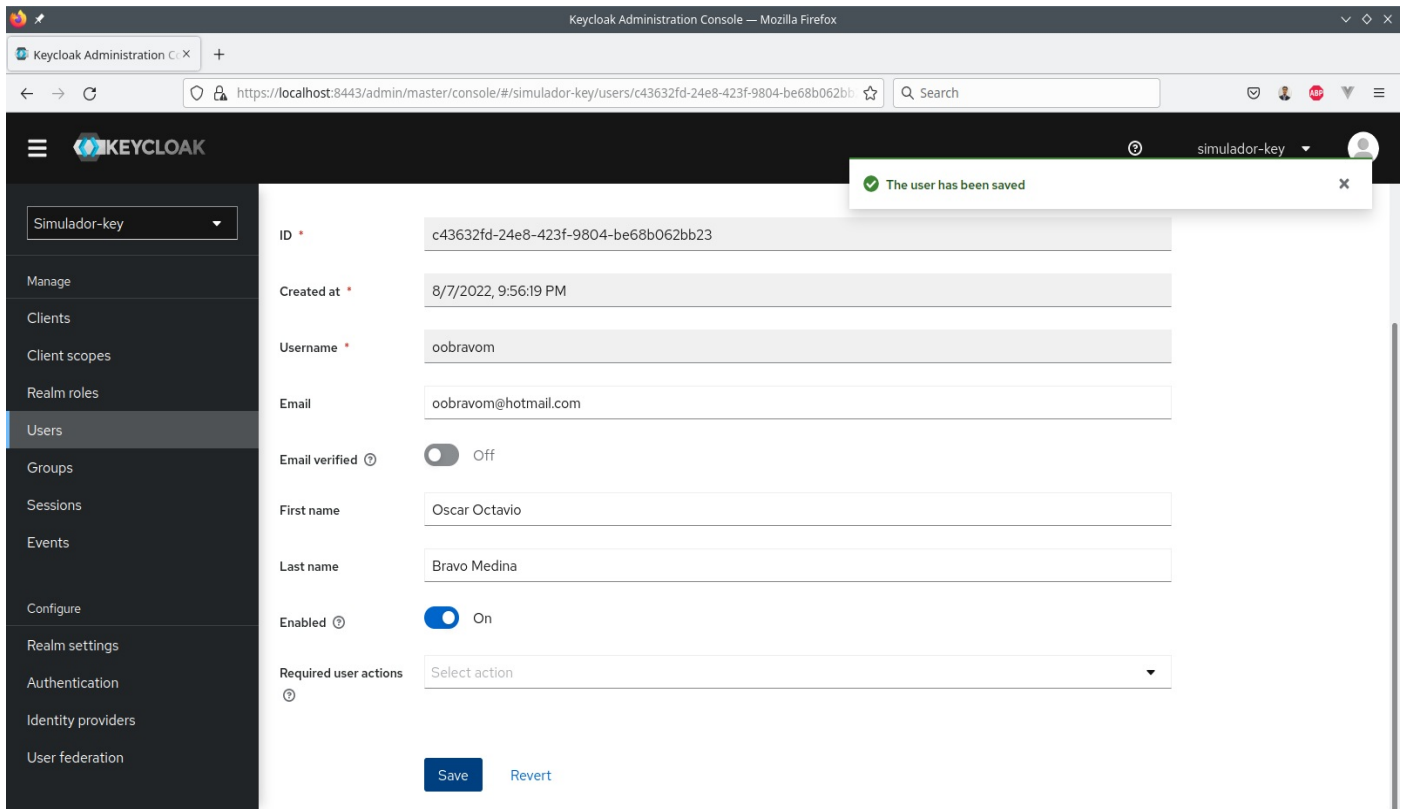 Keycloak Administration Console — Mozilla Firefox
Keycloak Administration Co
https://localhost:8443/admin/master/console/#/simulador-key/users/c43632fd-24e8-423f-9804-be68b062bb
Search
ABP
KEYCLOAK
simulador-key
The user has been saved
Simulador-key
Manage
Clients
Client scopes
Realm roles
Users
Groups
Sessions
Events
Configure
Realm settings
Authentication
Identity providers
User federation
ID * c43632fd-24e8-423f-9804-be68b062bb23
Created at * 8/7/2022, 9:56:19 PM
Username * oobravom
Email oobravom@hotmail.com
Email verified Off
First name Oscar Octavio
Last name Bravo Medina
Enabled On
Required user actions Select action
Save Revert